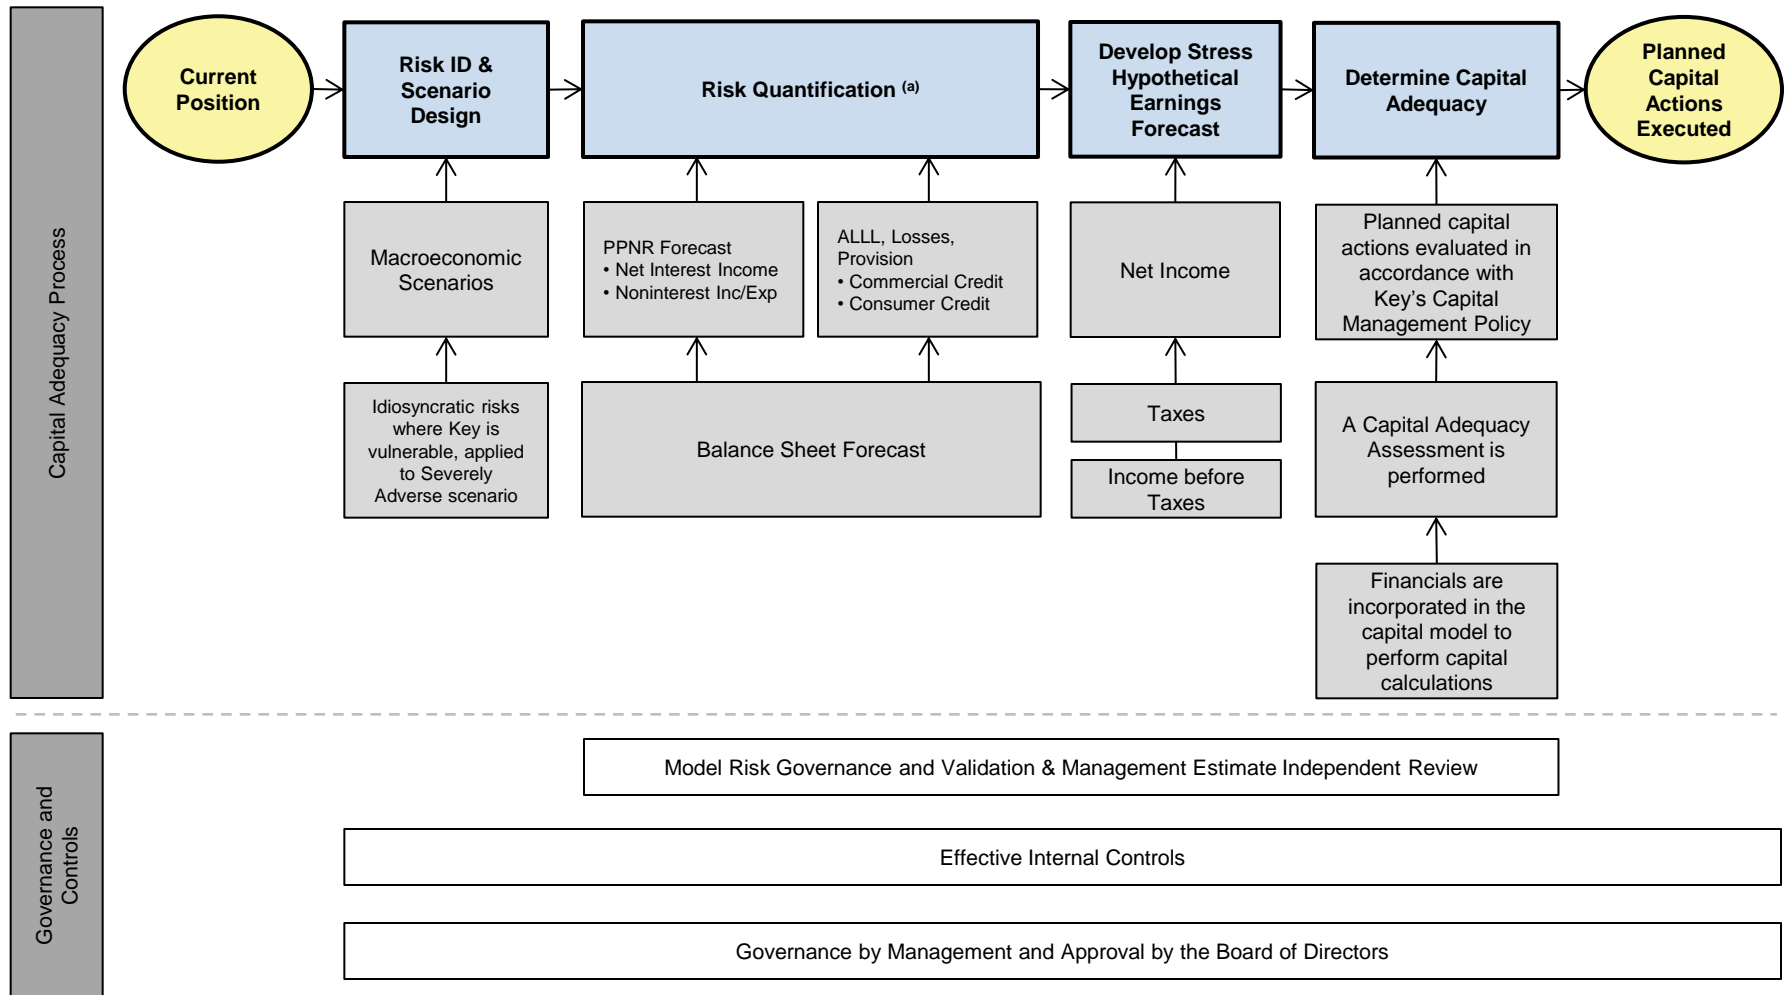 Capital Adequacy Process
Current
Position
Risk ID &
Scenario
Design
Risk Quantification (a)
Develop Stress
Hypothetical
Earnings
Forecast
Determine Capital
Adequacy
Planned
Capital
Actions
Executed
Macroeconomic
Scenarios
PPNR Forecast
• Net Interest Income
• Noninterest Inc/Exp
ALLL, Losses,
Provision
• Commercial Credit
• Consumer Credit
Net Income
Planned capital
actions evaluated in
accordance with
Key’s Capital
Management Policy
Idiosyncratic risks
where Key is
vulnerable, applied
to Severely
Adverse scenario
Balance Sheet Forecast
Taxes
Income before
Taxes
A Capital Adequacy
Assessment is
performed
Financials are
incorporated in the
capital model to
perform capital
calculations
Governance and
Controls
Model Risk Governance and Validation & Management Estimate Independent Review
Effective Internal Controls
Governance by Management and Approval by the Board of Directors